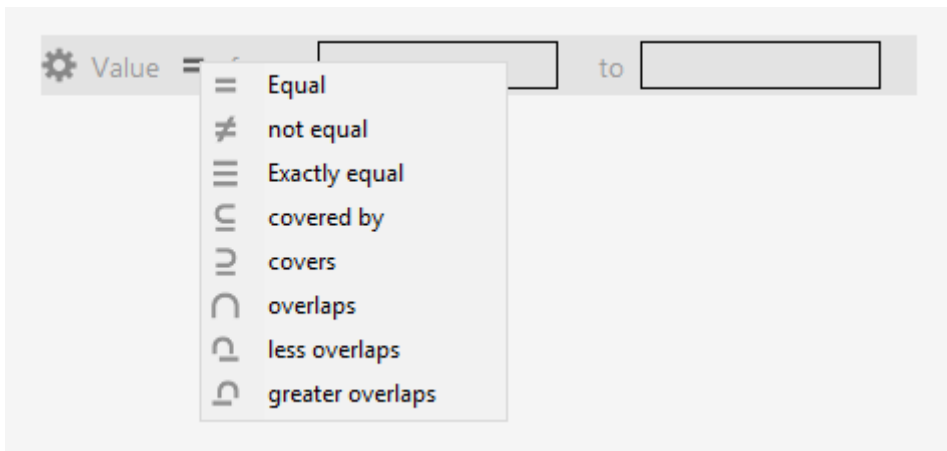 Value = to
= Equal
≠ not equal
≡ Exactly equal
⊆ covered by
⊇ covers
∩ overlaps
less overlaps
greater overlaps